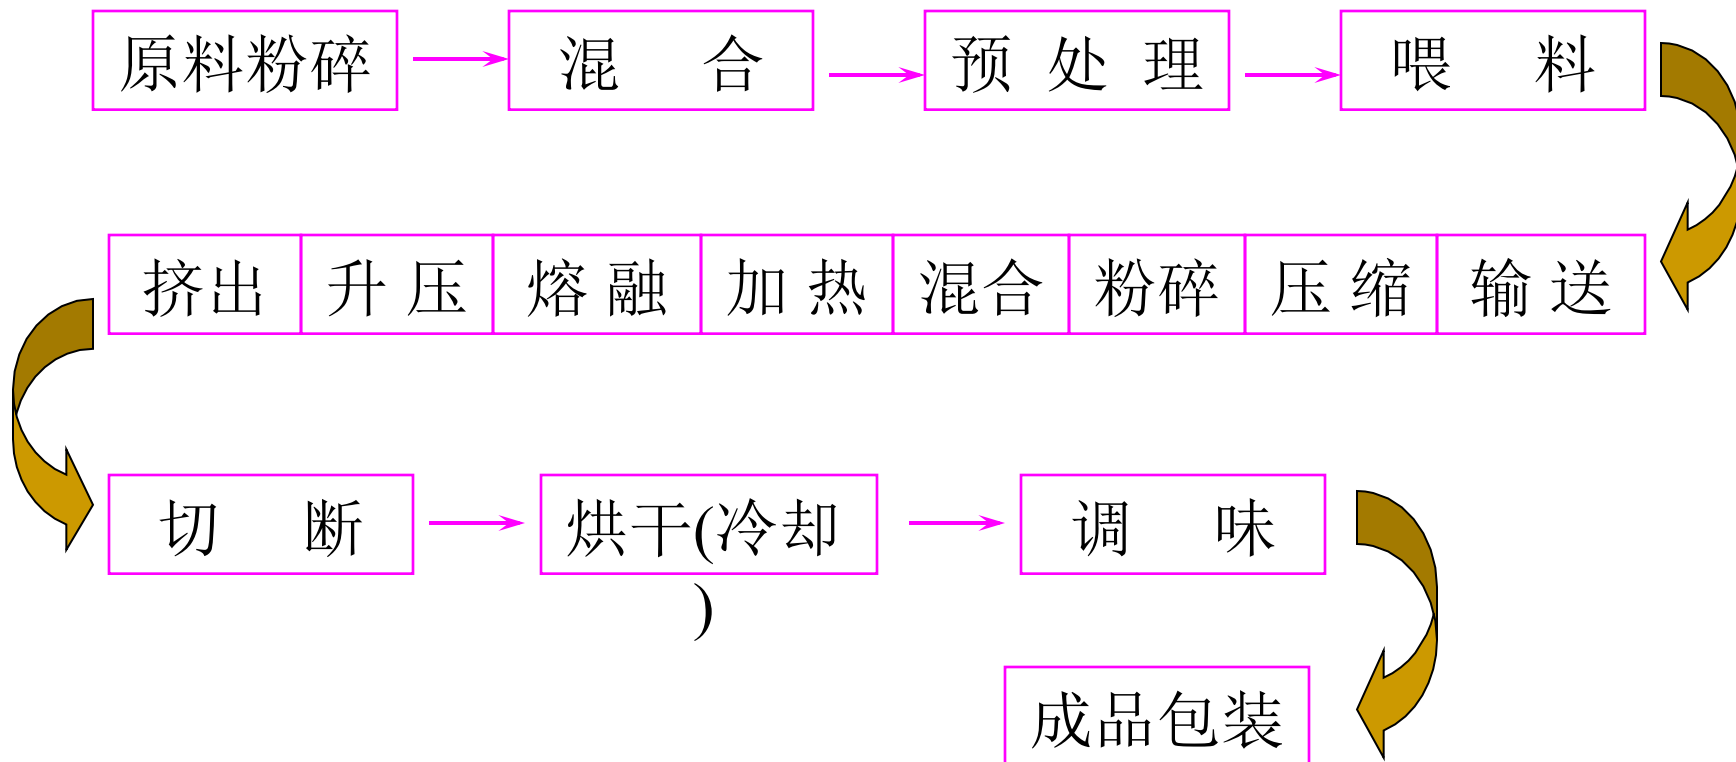 原料粉碎 混 合 预 处 理 喂 料
挤出 升 压 熔 融 加 热 混合 粉碎 压 缩 输 送
切 断 烘干(冷却 调 味
)
成品包装